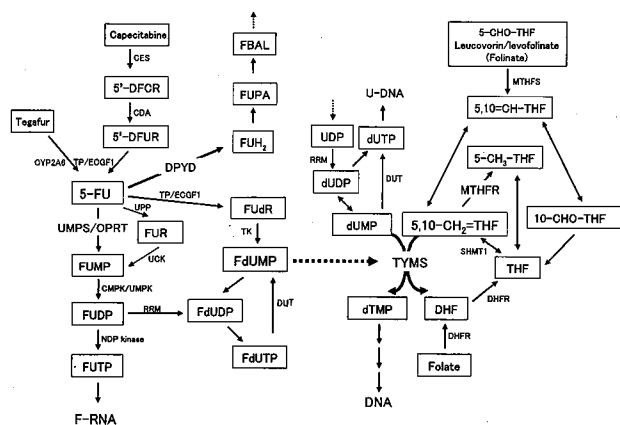 Capecitabine
CES
5'-DFCR
CDA
5'-DFUR
Tegafur
CYP2A6
TP/ECGF1
5-FU
DPYD
FUH2
FUPA
FBAL
TP/ECGF1
FUdR
TK
UPP
FUR
UCK
UMPS/OPRT
FUMP
CMPK/UMPK
FUDP
RRM
FdUDP
NDP kinase
FUTP
F-RNA
FdUMP
DUT
FdUTP
U-DNA
UDP
dUTP
RRM
dUDP
DUT
dUMP
TYMS
dTMP
DNA
5-CHO-THF
Leucovorin/levofolinate
(Folinate)
MTHFS
5,10=CH-THF
5-CH3-THF
MTHFR
5,10-CH2=THF
10-CHO-THF
SHMT1
THF
DHFR
DHF
DHFR
Folate